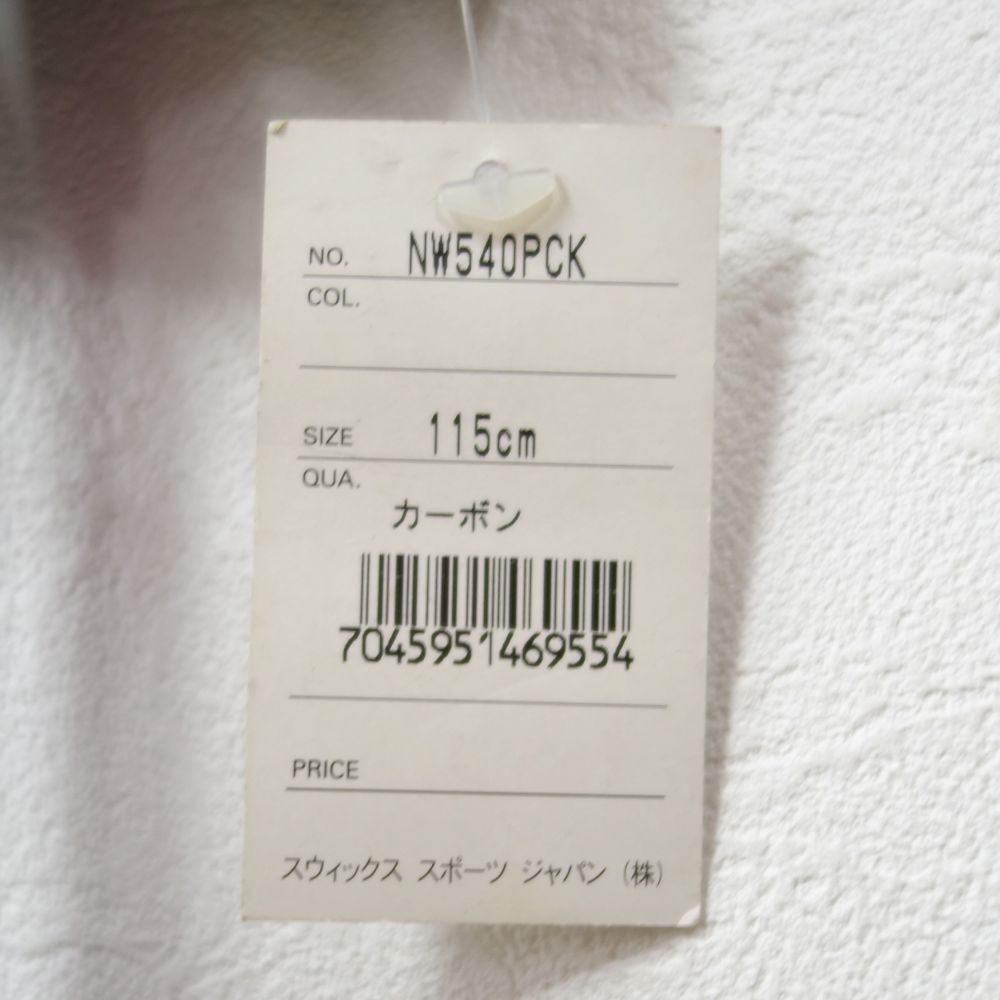 NO. NW540PCK
COL.
SIZE 115cm
QUA.
カーボン
7045951469554
PRICE
スウィックス スポーツ ジャパン (株)